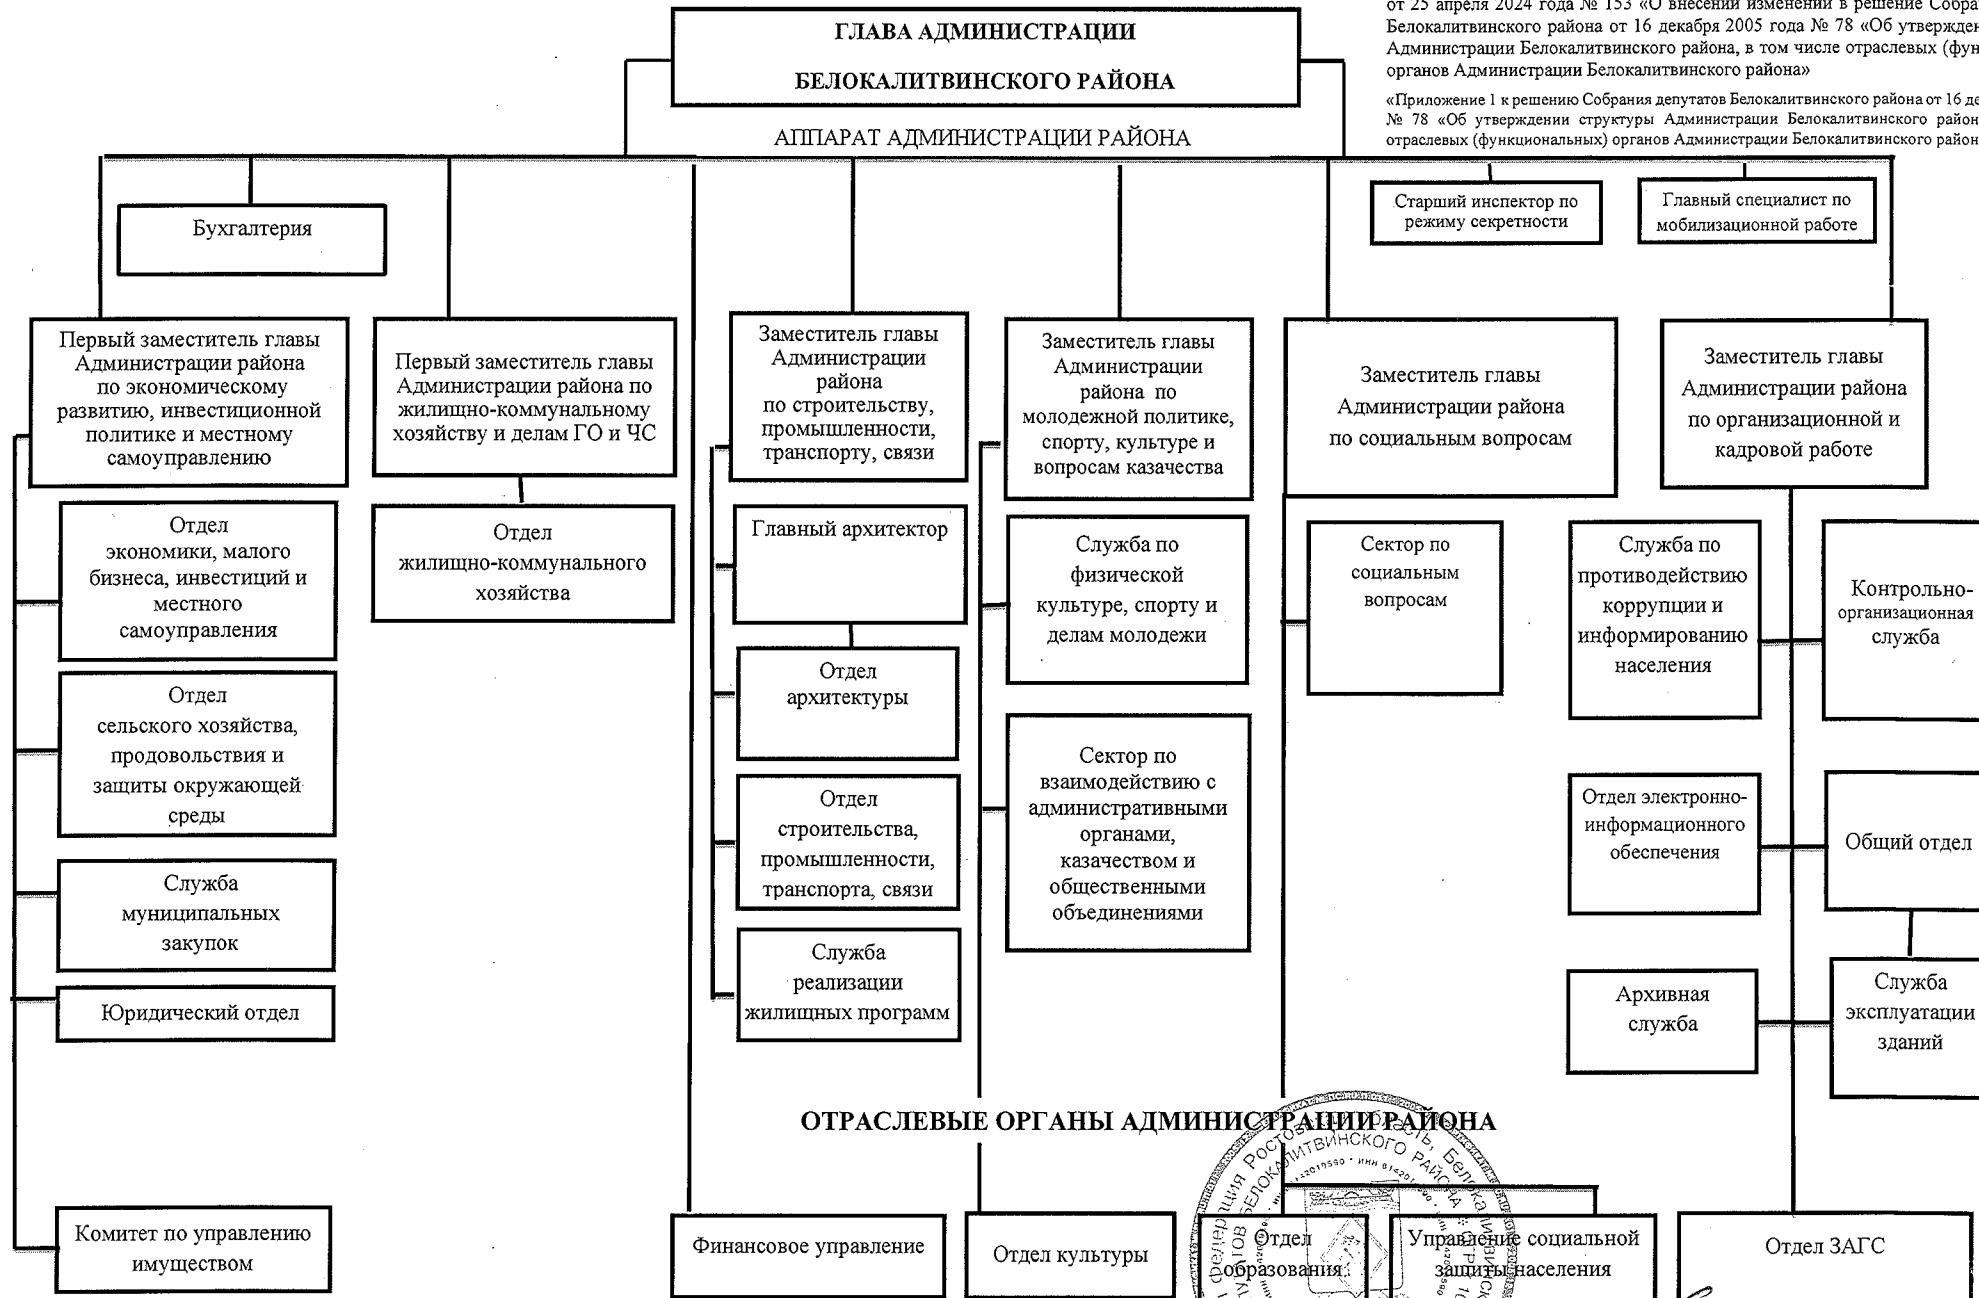 ГЛАВА АДМИНИСТРАЦИИ
БЕЛОКАЛИТВИНСКОГО РАЙОНА
АППАРАТ АДМИНИСТРАЦИИ РАЙОНА
от 25 апреля 2024 года № 153 «О внесении изменений в решение
Белокалитвинского района от 16 декабря 2005 года № 78 «Об
Администрации Белокалитвинского района, в том числе отраслевых
органов Администрации Белокалитвинского района»
«Приложение 1 к решению Собрания депутатов Белокалитвинского района от 16
№ 78 «Об утверждении структуры Администрации Белокалитвинского
отраслевых (функциональных) органов Администрации Белокалитвинского
Бухгалтерия
Старший инспектор по
режиму секретности
Главный специалист по
мобилизационной работе
Первый заместитель главы
Администрации района
по экономическому
развитию, инвестиционной
политике и местному
самоуправлению
Первый заместитель главы
Администрации района по
жилищно-коммунальному
хозяйству и делам ГО и ЧС
Заместитель главы
Администрации
района
по строительству,
промышленности,
транспорту, связи
Заместитель главы
Администрации
района по
молодежной политике,
спорту, культуре и
вопросам казачества
Заместитель главы
Администрации района
по социальным вопросам
Заместитель главы
Администрации района
по организационной и
кадровой работе
Отдел
экономики, малого
бизнеса, инвестиций и
местного
самоуправления
Отдел
жилищно-коммунального
хозяйства
Главный архитектор
Служба по
физической
культуре, спорту и
делам молодежи
Сектор по
социальным
вопросам
Служба по
противодействию
коррупции и
информированию
населения
Контрольно-
организационная
служба
Отдел
сельского хозяйства,
продовольствия и
защиты окружающей
среды
Отдел
архитектуры
Сектор по
взаимодействию с
административными
органами,
казачеством и
общественными
объединениями
Отдел
строительства,
промышленности,
транспорта, связи
Отдел электронно-
информационного
обеспечения
Общий отдел
Служба
муниципальных
закупок
Служба
реализации
жилищных программ
Юридический отдел
Архивная
служба
Служба
эксплуатации
зданий
ОТРАСЛЕВЫЕ ОРГАНЫ АДМИНИСТРАЦИИ РАЙОНА
Комитет по управлению
имуществом
Финансовое управление
Отдел культуры
Отдел
образования
Управление социальной
защиты населения
Отдел ЗАГС